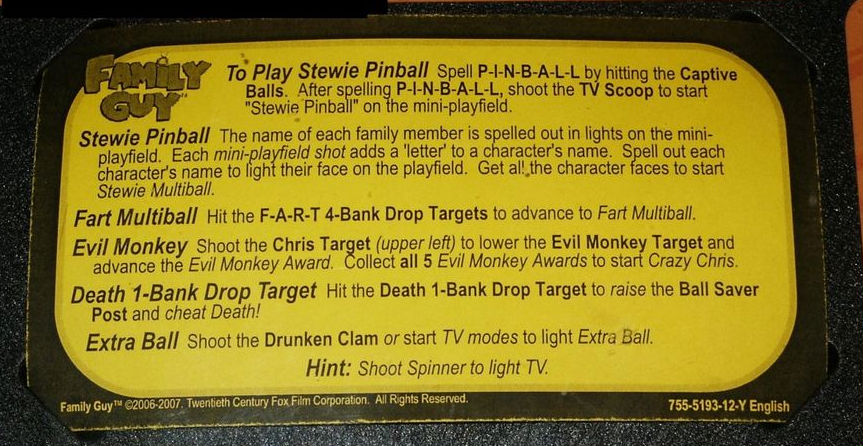 FAMILY GUY™
To Play Stewie Pinball Spell P-I-N-B-A-L-L by hitting the Captive
Balls. After spelling P-I-N-B-A-L-L, shoot the TV Scoop to start
"Stewie Pinball" on the mini-playfield.
Stewie Pinball The name of each family member is spelled out in lights on the mini-
playfield. Each mini-playfield shot adds a 'letter' to a character's name. Spell out each
character's name to light their face on the playfield. Get all the character faces to start
Stewie Multiball.
Fart Multiball Hit the F-A-R-T 4-Bank Drop Targets to advance to Fart Multiball.
Evil Monkey Shoot the Chris Target (upper left) to lower the Evil Monkey Target and
advance the Evil Monkey Award. Collect all 5 Evil Monkey Awards to start Crazy Chris.
Death 1-Bank Drop Target Hit the Death 1-Bank Drop Target to raise the Ball Saver
Post and cheat Death!
Extra Ball Shoot the Drunken Clam or start TV modes to light Extra Ball.
Hint: Shoot Spinner to light TV.
Family Guy™ ©2006-2007. Twentieth Century Fox Film Corporation. All Rights Reserved.
755-5193-12-Y English